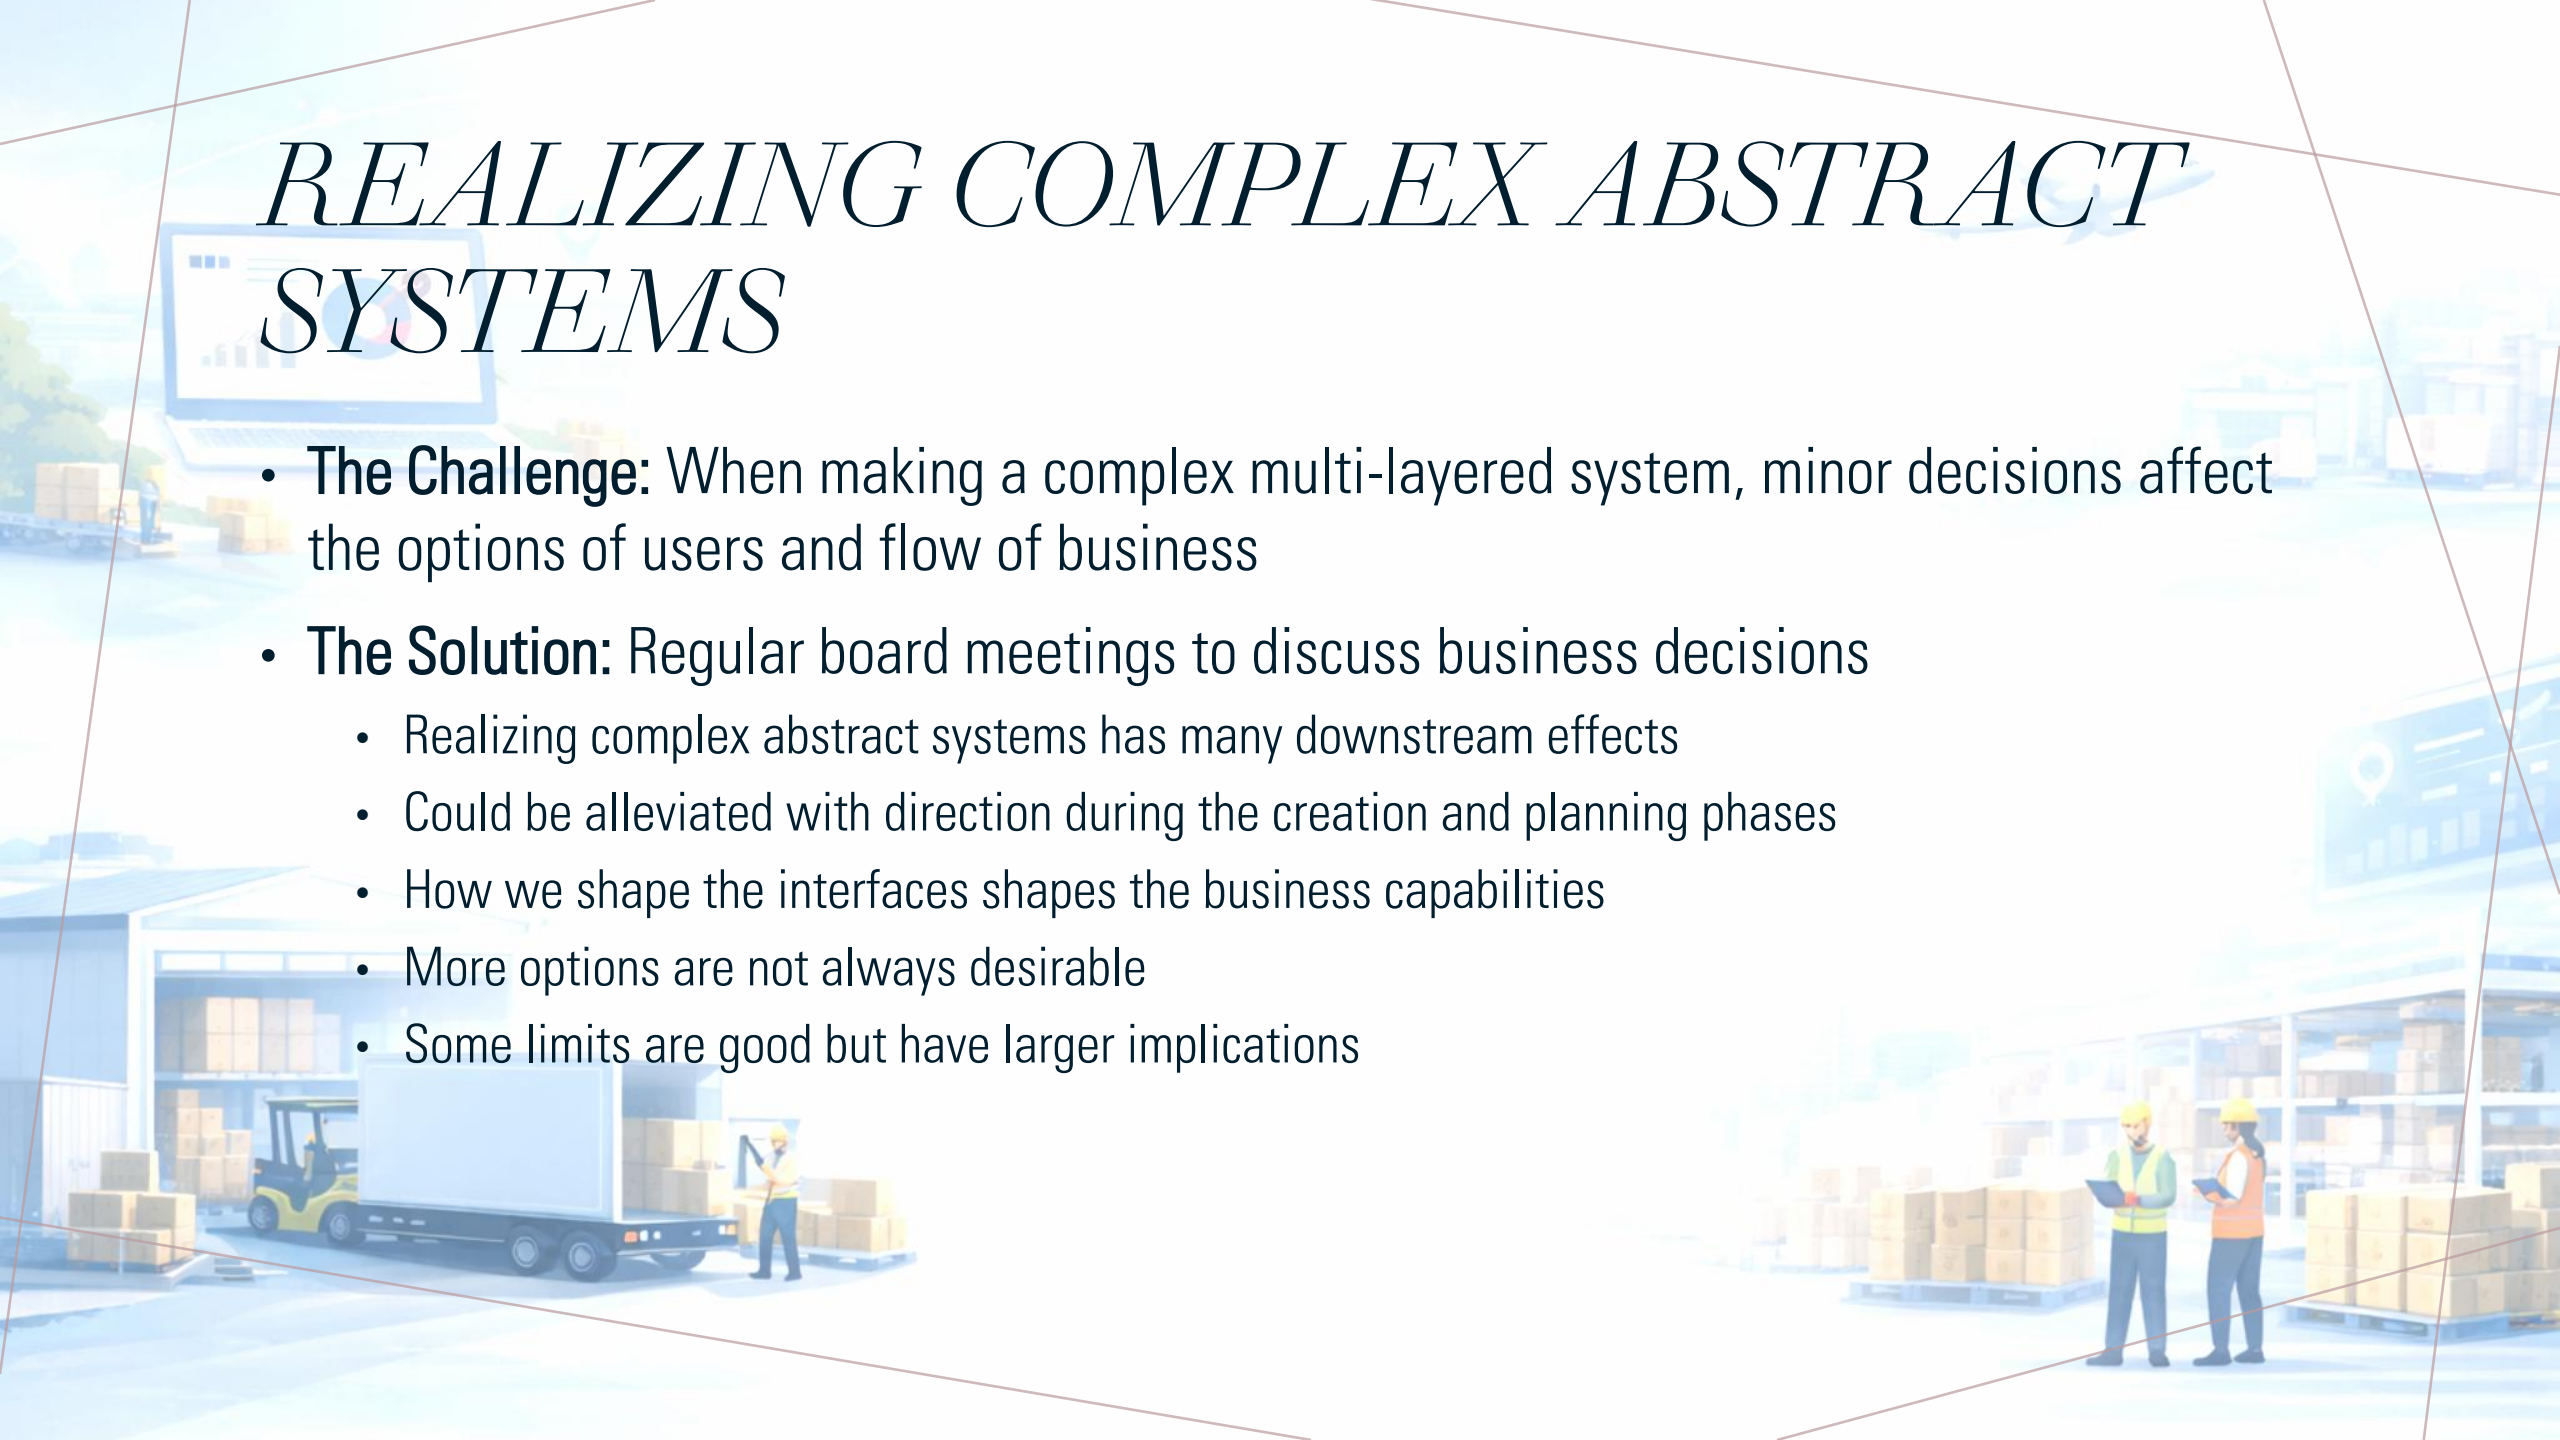 REALIZING COMPLEX ABSTRACT
SYSTEMS
• The Challenge: When making a complex multi-layered system, minor decisions affect
the options of users and flow of business
• The Solution: Regular board meetings to discuss business decisions
• Realizing complex abstract systems has many downstream effects
• Could be alleviated with direction during the creation and planning phases
• How we shape the interfaces shapes the business capabilities
• More options are not always desirable
• Some limits are good but have larger implications